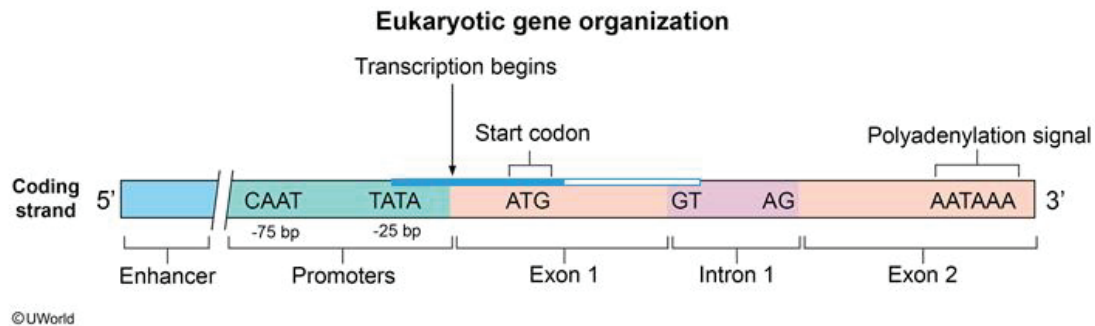 Eukaryotic gene organization
Transcription begins
Start codon
Polyadenylation signal
Coding
strand
5’
CAAT
TATA
ATG
GT
AG
AATAAA
3’
-75 bp
-25 bp
Enhancer
Promoters
Exon 1
Intron 1
Exon 2
©UWorld